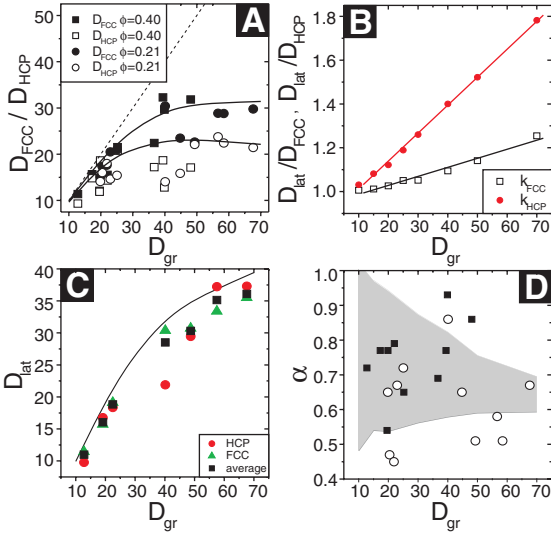 A
■ D_FCC ϕ=0.40
□ D_HCP ϕ=0.40
● D_FCC ϕ=0.21
○ D_HCP ϕ=0.21
D_FCC / D_HCP
50
40
30
20
10
10 20 30 40 50 60 70
D_gr
B
D_lat/D_FCC, D_lat/D_HCP
1.8
1.6
1.4
1.2
1.0
k_FCC
k_HCP
0 10 20 30 40 50 60 70
D_gr
C
D_lat
40
35
30
25
20
15
10
HCP
FCC
average
10 20 30 40 50 60 70
D_gr
D
α
1.0
0.9
0.8
0.7
0.6
0.5
0.4
0 10 20 30 40 50 60 70
D_gr